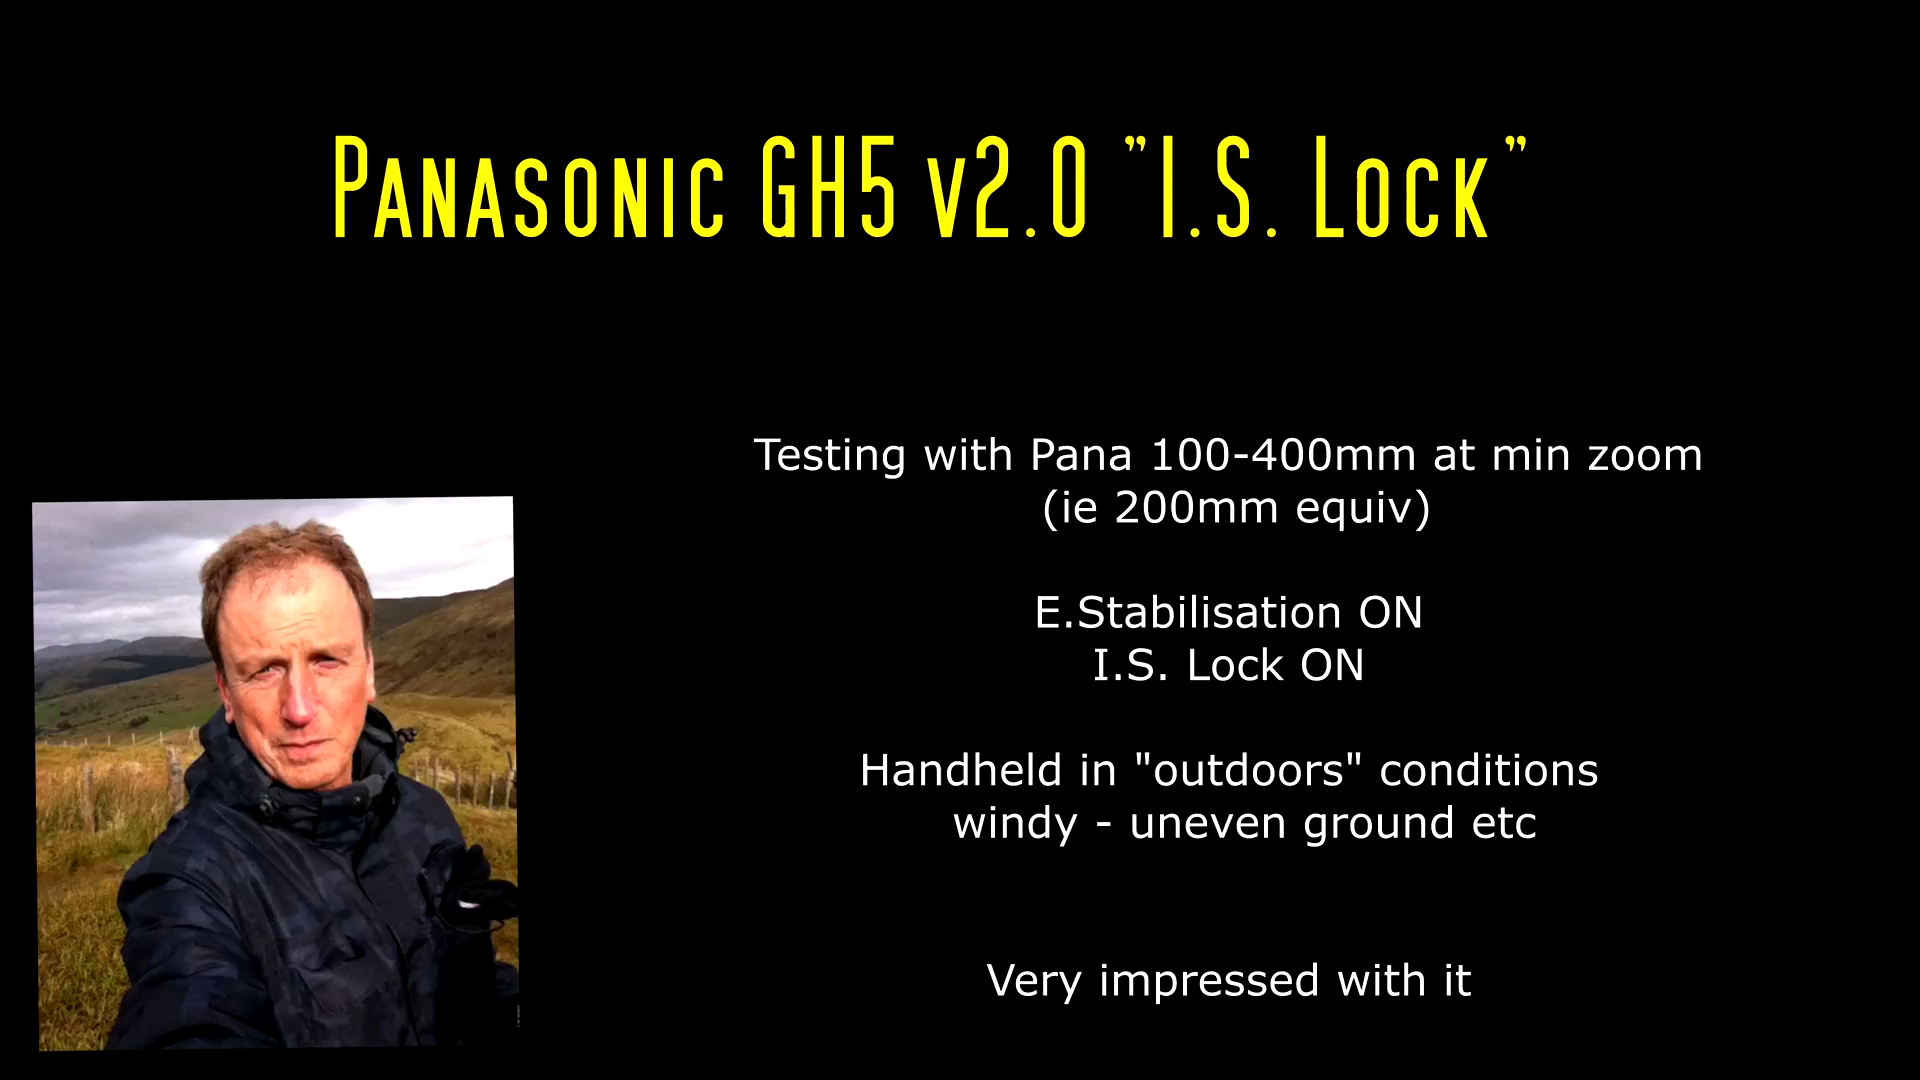 Panasonic GH5 v2.0 "I.S. Lock"
Testing with Pana 100-400mm at min zoom
(ie 200mm equiv)
E.Stabilisation ON
I.S. Lock ON
Handheld in "outdoors" conditions
windy - uneven ground etc
Very impressed with it